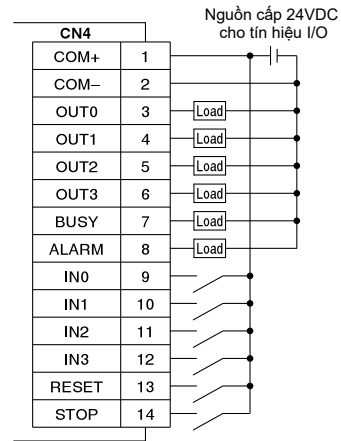 Nguồn cấp 24VDC
cho tín hiệu I/O
CN4
COM+ 1
COM− 2
OUT0 3 Load
OUT1 4 Load
OUT2 5 Load
OUT3 6 Load
BUSY 7 Load
ALARM 8 Load
IN0 9
IN1 10
IN2 11
IN3 12
RESET 13
STOP 14